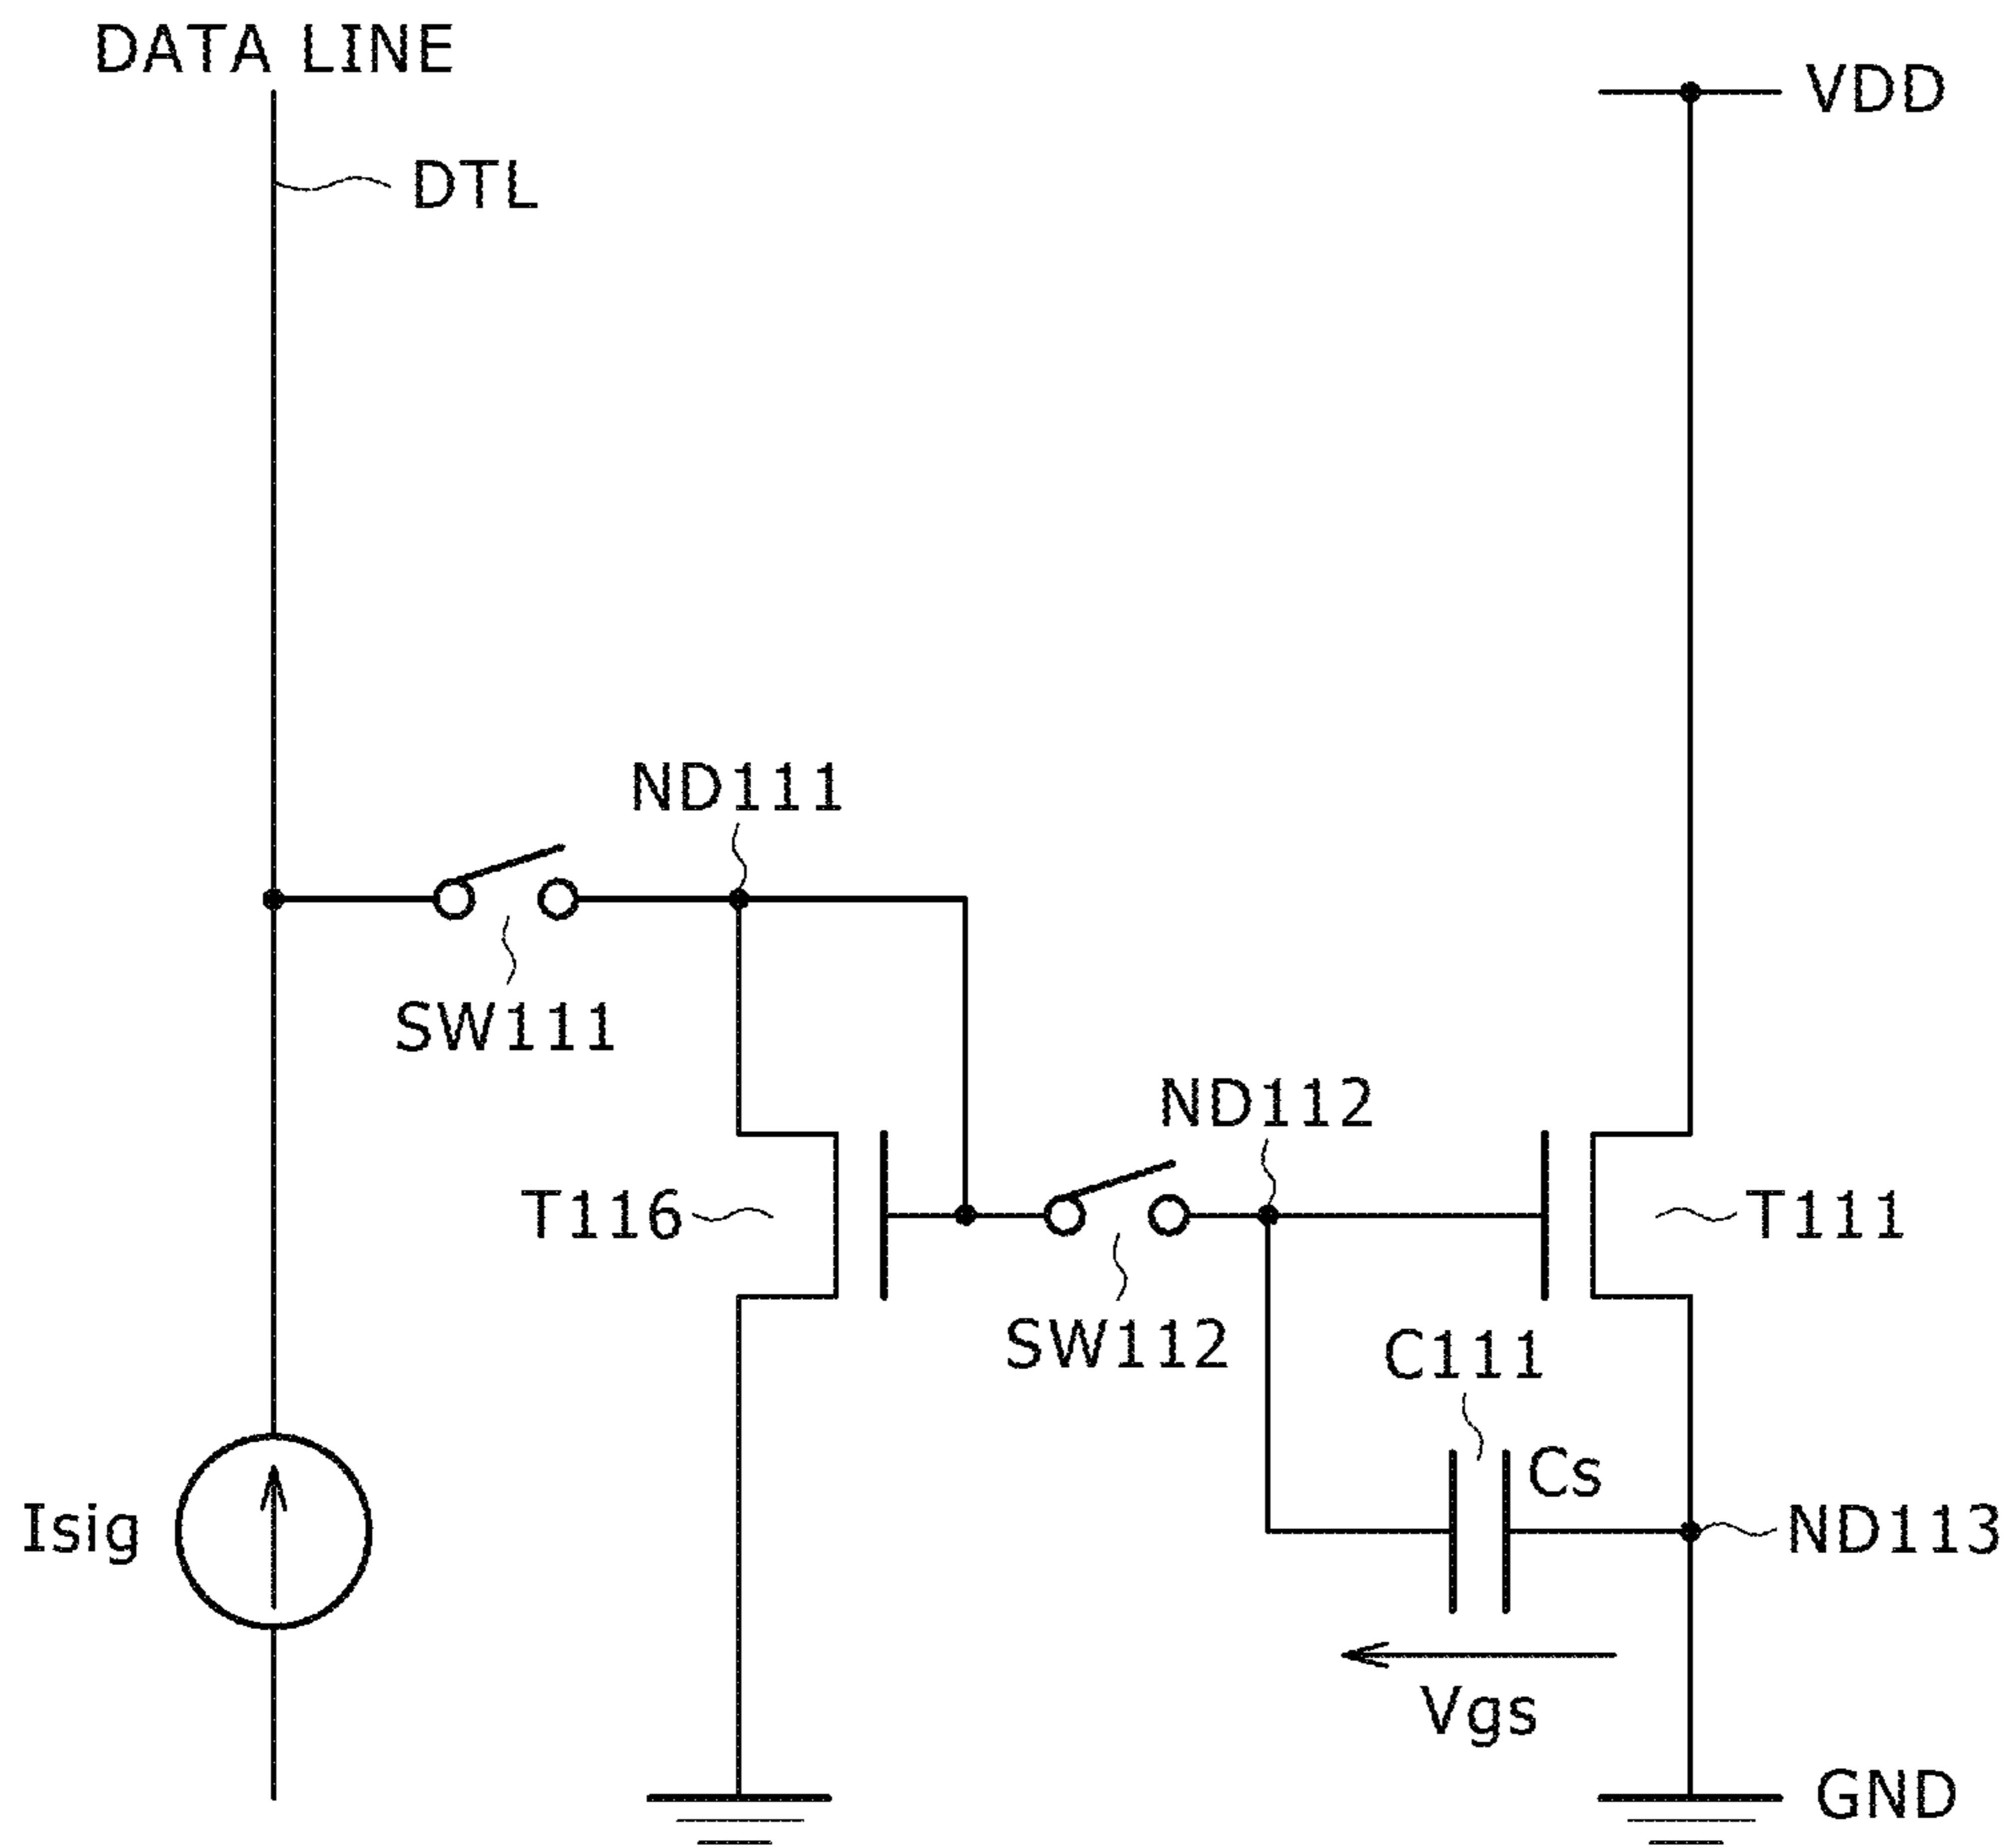 DATA LINE
VDD
DTL
ND111
SW111
ND112
T116
T111
SW112
C111
Cs
Isig
ND113
Vgs
GND